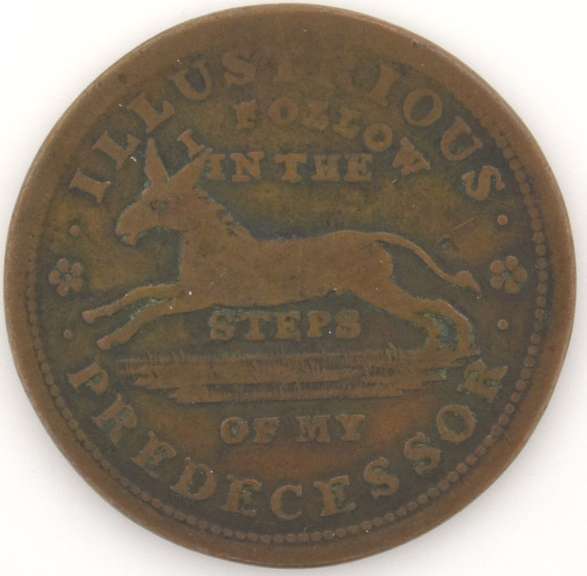 ILLUSTRIOUS
I FOLLOW
IN THE
STEPS
OF MY
PREDECESSOR